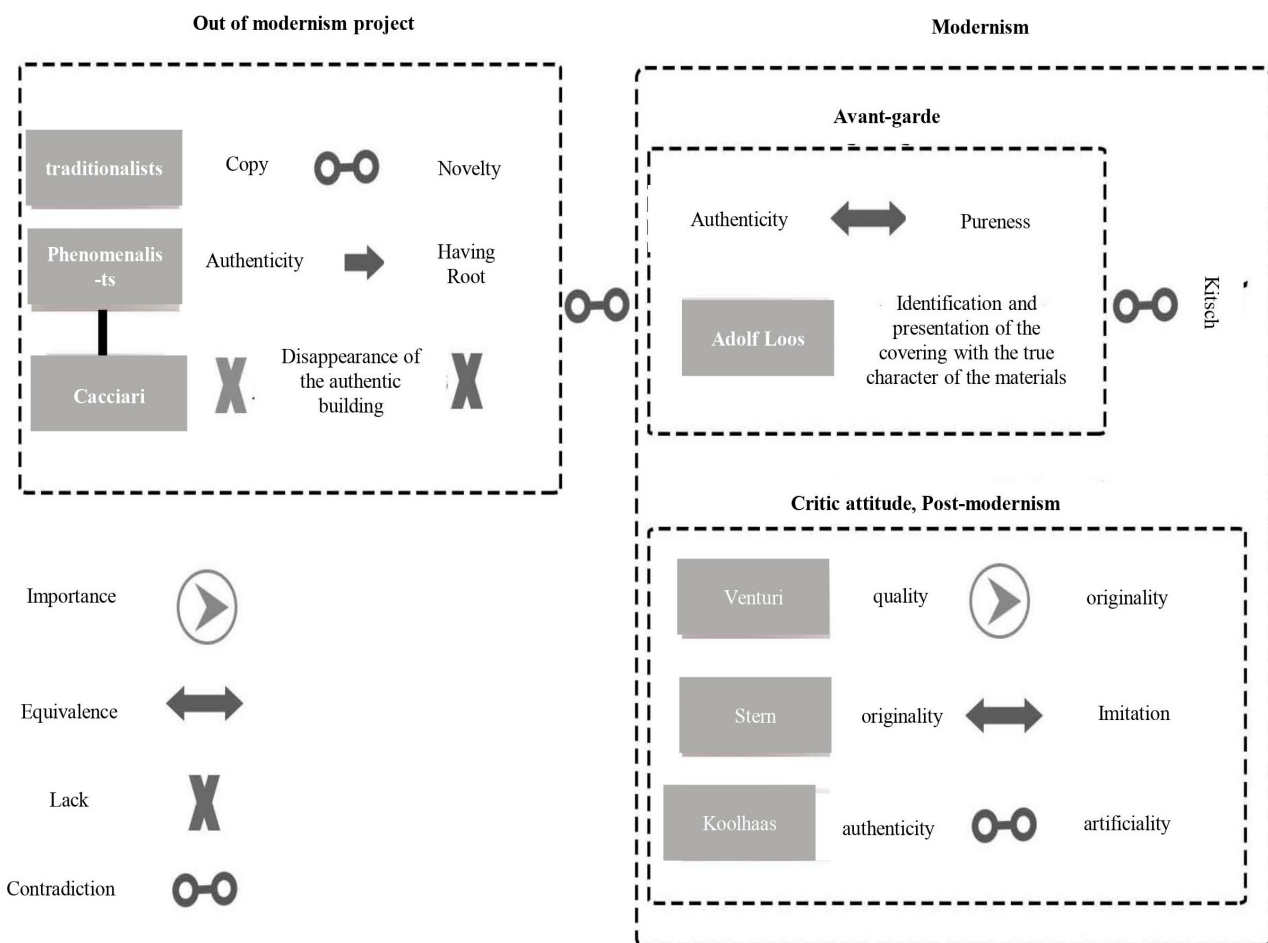 Out of modernism project
traditionalists
Copy
Novelty
Phenomenalis
-ts
Authenticity
Having
Root
Cacciari
Disappearance of
the authentic
building
Modernism
Avant-garde
Authenticity
Pureness
Adolf Loos
Identification and
presentation of the
covering with the true
character of the materials
Kitsch
Critic attitude, Post-modernism
Venturi
quality
originality
Stern
originality
Imitation
Koolhaas
authenticity
artificiality
Importance
Equivalence
Lack
Contradiction